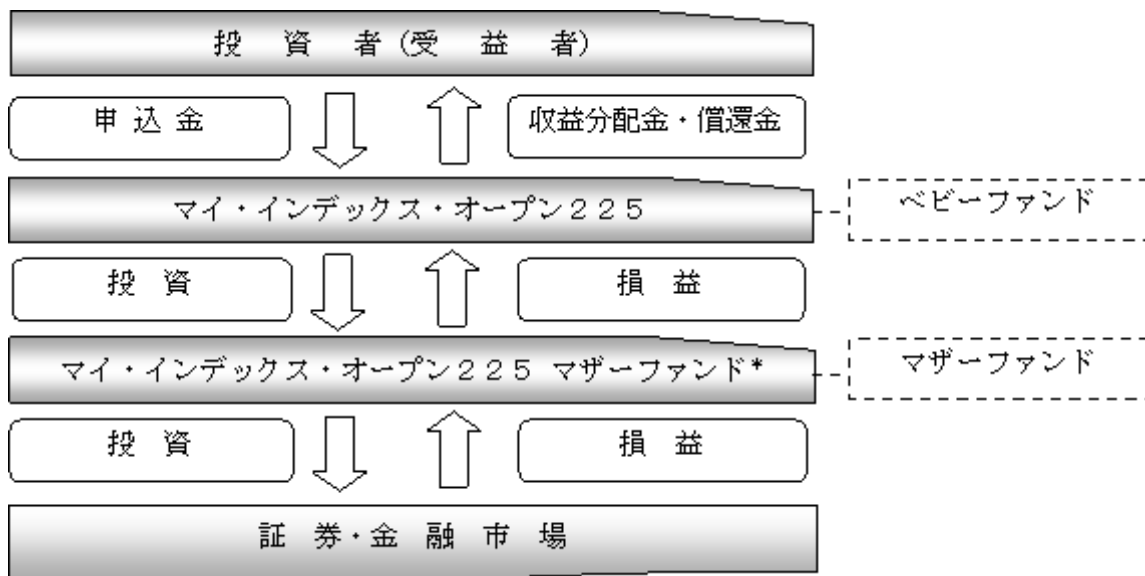 投 資 者 (受 益 者)
申 込 金
収益分配金・償還金
マイ・インデックス・オープン２２５
ベビーファンド
投 資
損 益
マイ・インデックス・オープン２２５ マザーファンド*
マザーファンド
投 資
損 益
証 券・金 融 市 場